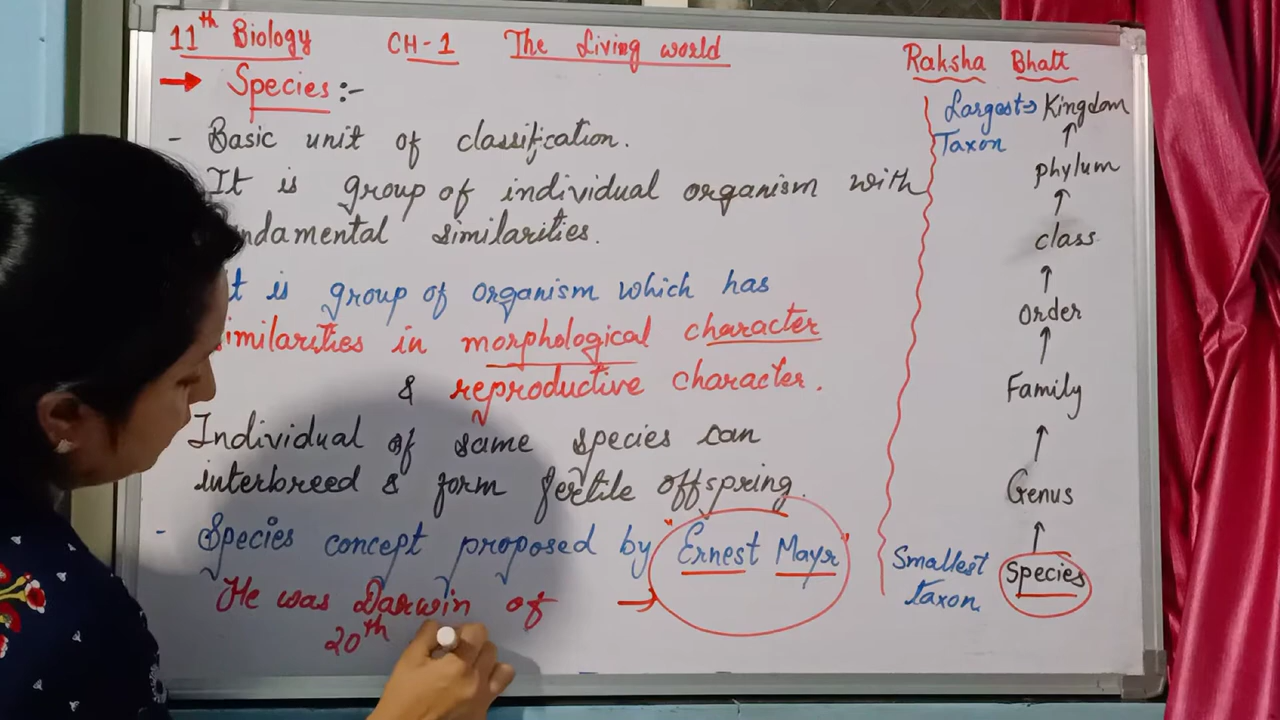 11th Biology CH-1 The Living world
Raksha Bhatt
→ Species :-
- Basic unit of classification.
It is group of individual organism with
ndamental similarities.
t is group of organism which has
imilarities in morphological character
& reproductive character.
Individual of same species can
interbreed & form fertile offspring.
- Species concept proposed by Ernest Mayr
He was Darwin of
20th
Largest → Kingdom
Taxon
phylum
class
order
Family
Genus
Smallest Species
taxon